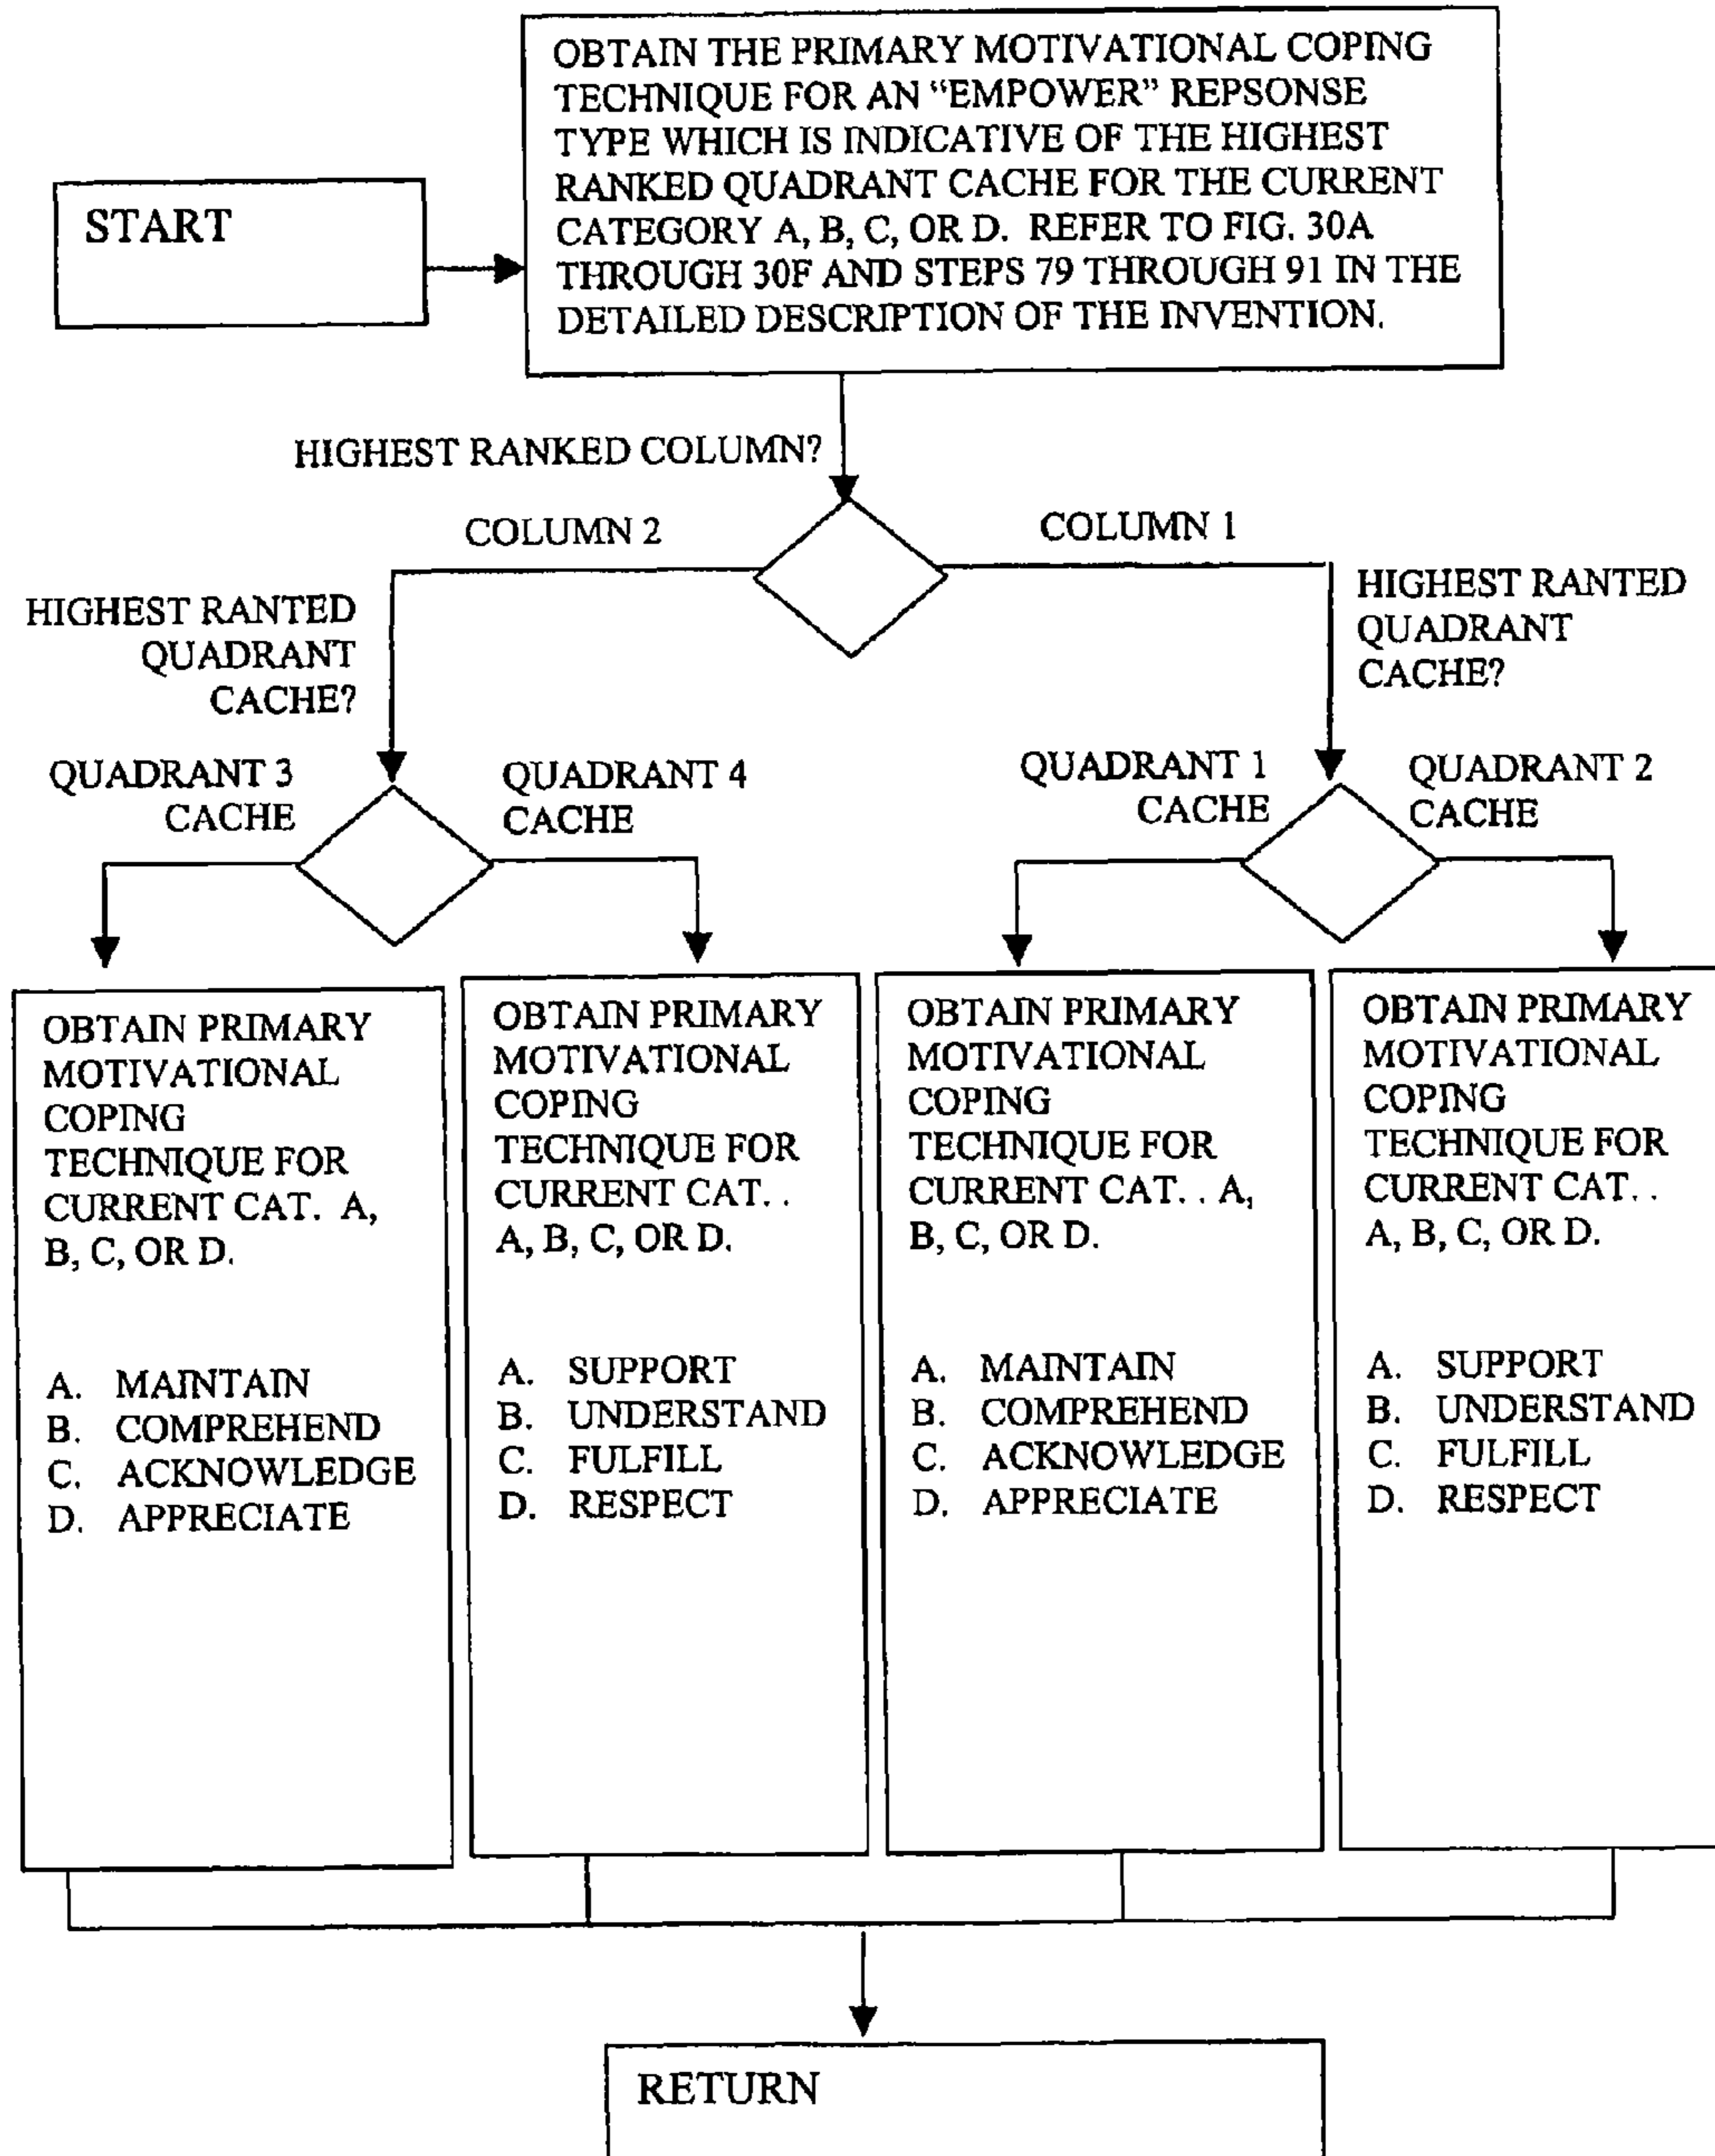 START
OBTAIN THE PRIMARY MOTIVATIONAL COPING
TECHNIQUE FOR AN “EMPOWER” REPSONSE
TYPE WHICH IS INDICATIVE OF THE HIGHEST
RANKED QUADRANT CACHE FOR THE CURRENT
CATEGORY A, B, C, OR D. REFER TO FIG. 30A
THROUGH 30F AND STEPS 79 THROUGH 91 IN THE
DETAILED DESCRIPTION OF THE INVENTION.
HIGHEST RANKED COLUMN?
COLUMN 2
COLUMN 1
HIGHEST RANTED
QUADRANT
CACHE?
HIGHEST RANTED
QUADRANT
CACHE?
QUADRANT 3
CACHE
QUADRANT 4
CACHE
QUADRANT 1
CACHE
QUADRANT 2
CACHE
OBTAIN PRIMARY
MOTIVATIONAL
COPING
TECHNIQUE FOR
CURRENT CAT. A,
B, C, OR D.
A. MAINTAIN
B. COMPREHEND
C. ACKNOWLEDGE
D. APPRECIATE
OBTAIN PRIMARY
MOTIVATIONAL
COPING
TECHNIQUE FOR
CURRENT CAT. .
A, B, C, OR D.
A. SUPPORT
B. UNDERSTAND
C. FULFILL
D. RESPECT
OBTAIN PRIMARY
MOTIVATIONAL
COPING
TECHNIQUE FOR
CURRENT CAT. . A,
B, C, OR D.
A. MAINTAIN
B. COMPREHEND
C. ACKNOWLEDGE
D. APPRECIATE
OBTAIN PRIMARY
MOTIVATIONAL
COPING
TECHNIQUE FOR
CURRENT CAT. .
A, B, C, OR D.
A. SUPPORT
B. UNDERSTAND
C. FULFILL
D. RESPECT
RETURN